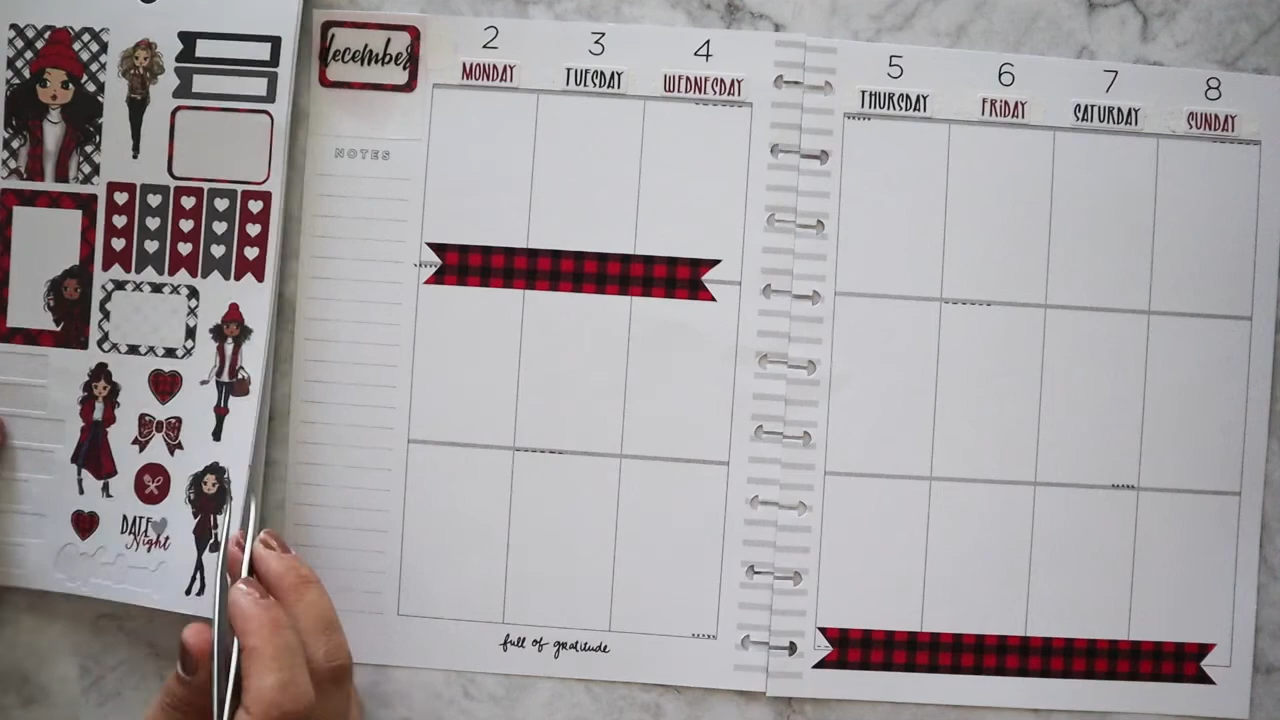 december
2 3 4
MONDAY TUESDAY WEDNESDAY
5 6 7 8
THURSDAY FRIDAY SATURDAY SUNDAY
NOTES
DATE
Night
full of gratitude